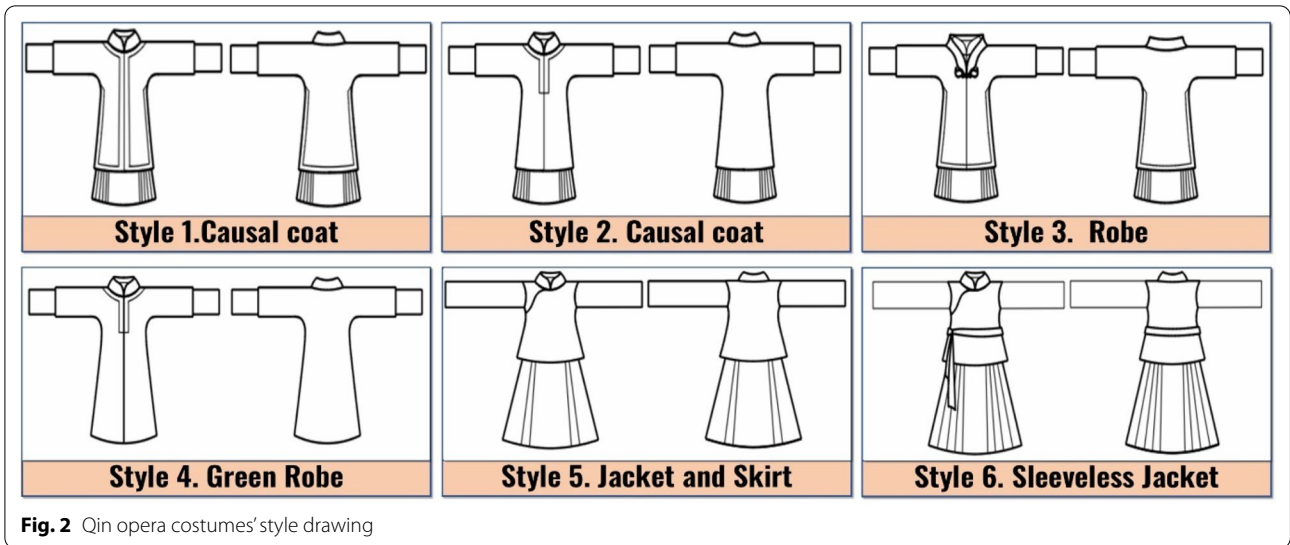 Style 1.Causal coat
Style 2. Causal coat
Style 3. Robe
Style 4. Green Robe
Style 5. Jacket and Skirt
Style 6. Sleeveless Jacket
Fig. 2 Qin opera costumes' style drawing